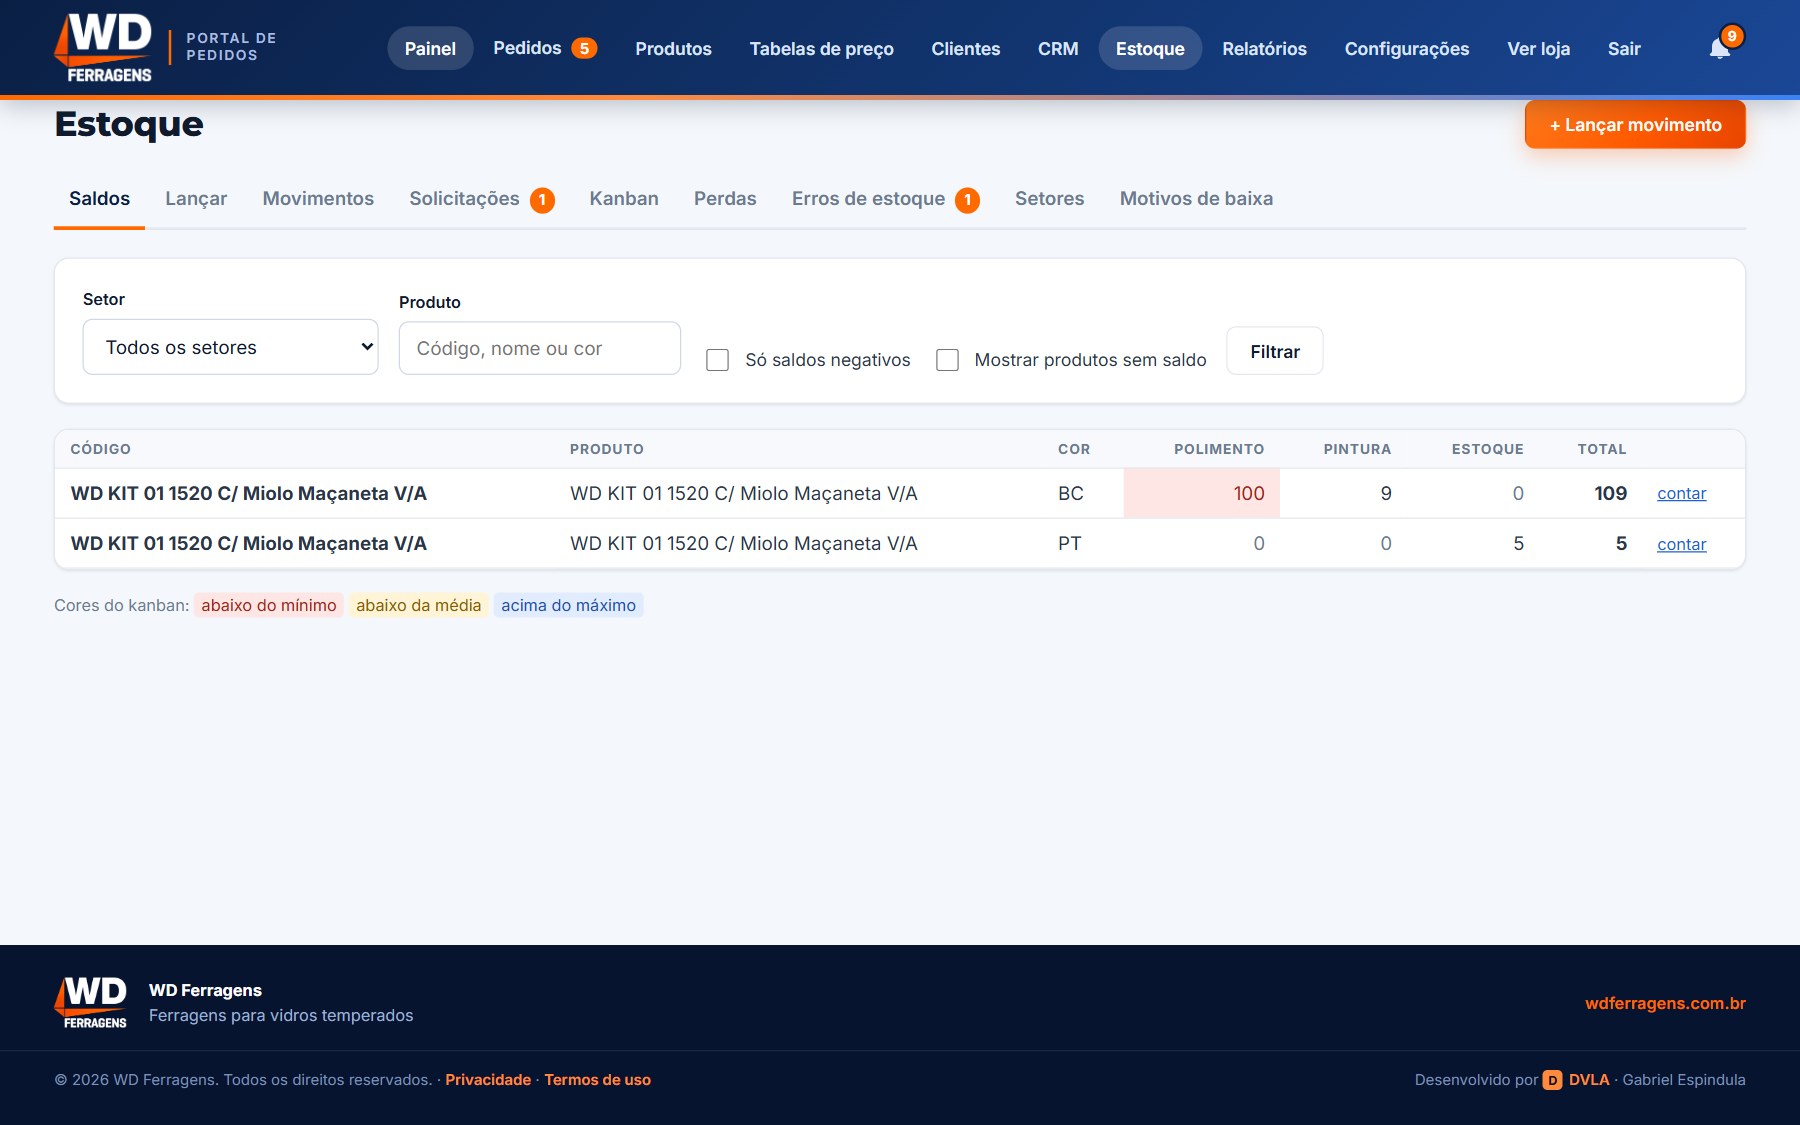 WD
FERRAGENS
PORTAL DE
PEDIDOS
Painel Pedidos 5 Produtos Tabelas de preço Clientes CRM Estoque Relatórios Configurações Ver loja Sair 9
Estoque
+ Lançar movimento
Saldos Lançar Movimentos Solicitações 1 Kanban Perdas Erros de estoque 1 Setores Motivos de baixa
Setor Produto
Todos os setores Código, nome ou cor Só saldos negativos Mostrar produtos sem saldo Filtrar
CÓDIGO PRODUTO COR POLIMENTO PINTURA ESTOQUE TOTAL
WD KIT 01 1520 C/ Miolo Maçaneta V/A WD KIT 01 1520 C/ Miolo Maçaneta V/A BC 100 9 0 109 contar
WD KIT 01 1520 C/ Miolo Maçaneta V/A WD KIT 01 1520 C/ Miolo Maçaneta V/A PT 0 0 5 5 contar
Cores do kanban: abaixo do mínimo abaixo da média acima do máximo
WD
FERRAGENS
WD Ferragens
Ferragens para vidros temperados
wdferragens.com.br
© 2026 WD Ferragens. Todos os direitos reservados. · Privacidade · Termos de uso
Desenvolvido por D DVLA · Gabriel Espindula